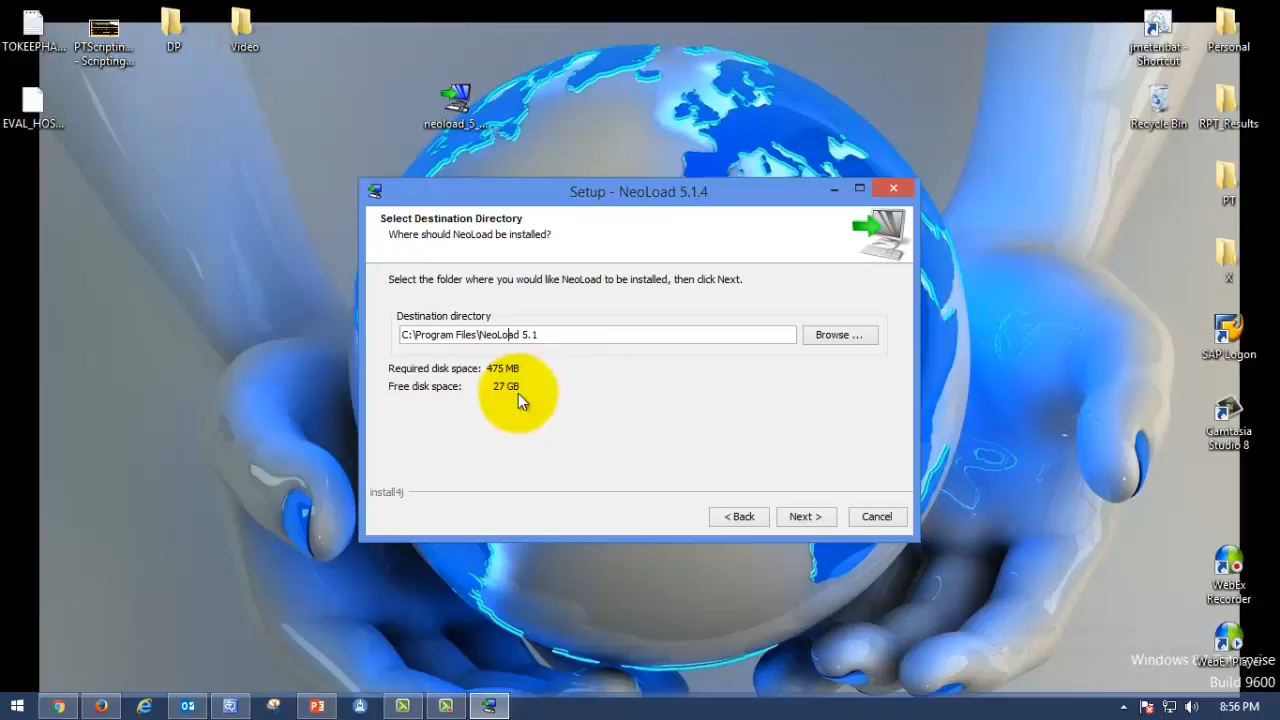 TOKEEPHA...
PTScriptin...
- Scripting...
DP
Video
EVAL_HOS...
neoload_5_...
jmeter.bat -
Shortcut
Personal
Recycle Bin
RPT_Results
PT
X
SAP Logon
Camtasia
Studio 8
WebEx
Recorder
WebEx Player
Setup - NeoLoad 5.1.4
Select Destination Directory
Where should NeoLoad be installed?
Select the folder where you would like NeoLoad to be installed, then click Next.
Destination directory
C:\Program Files\NeoLoad 5.1
Browse ...
Required disk space: 475 MB
Free disk space: 27 GB
install4j
< Back
Next >
Cancel
Build 9600
8:56 PM